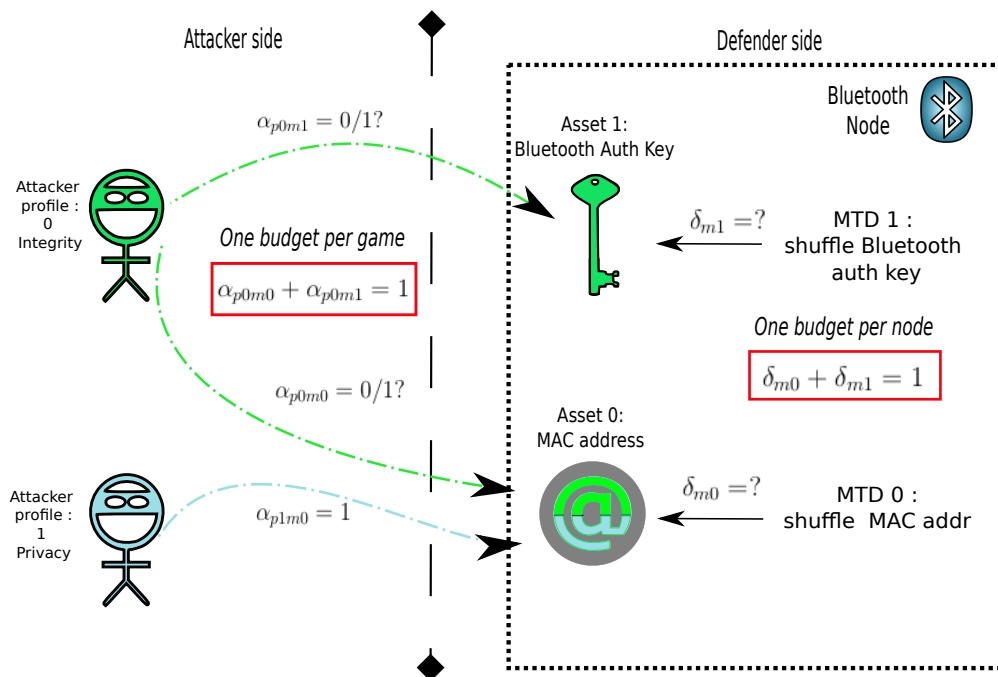 Attacker side
Defender side
Bluetooth
Node
α_{p0m1} = 0/1?
Asset 1:
Bluetooth Auth Key
Attacker
profile :
0
Integrity
One budget per game
α_{p0m0} + α_{p0m1} = 1
δ_{m1} =?
MTD 1 :
shuffle Bluetooth
auth key
One budget per node
δ_{m0} + δ_{m1} = 1
α_{p0m0} = 0/1?
Asset 0:
MAC address
@
Attacker
profile :
1
Privacy
α_{p1m0} = 1
δ_{m0} =?
MTD 0 :
shuffle MAC addr